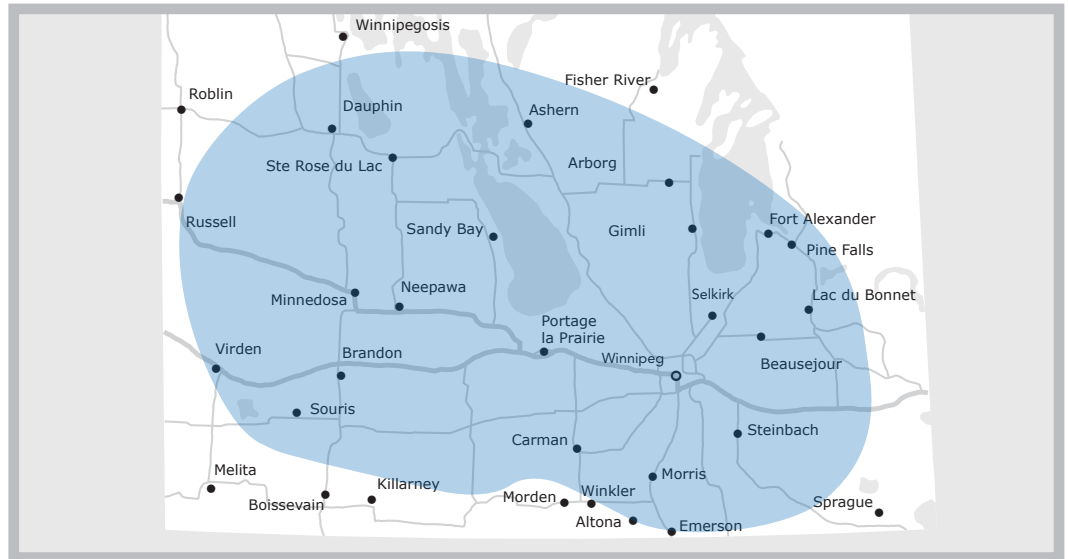 Winnipegosis
Fisher River
Roblin
Dauphin
Ashern
Ste Rose du Lac
Arborg
Russell
Sandy Bay
Gimli
Fort Alexander
Pine Falls
Minnedosa
Neepawa
Selkirk
Lac du Bonnet
Portage
la Prairie
Virden
Brandon
Winnipeg
Beausejour
Souris
Carman
Steinbach
Melita
Boissevain
Killarney
Morden
Winkler
Morris
Altona
Emerson
Sprague